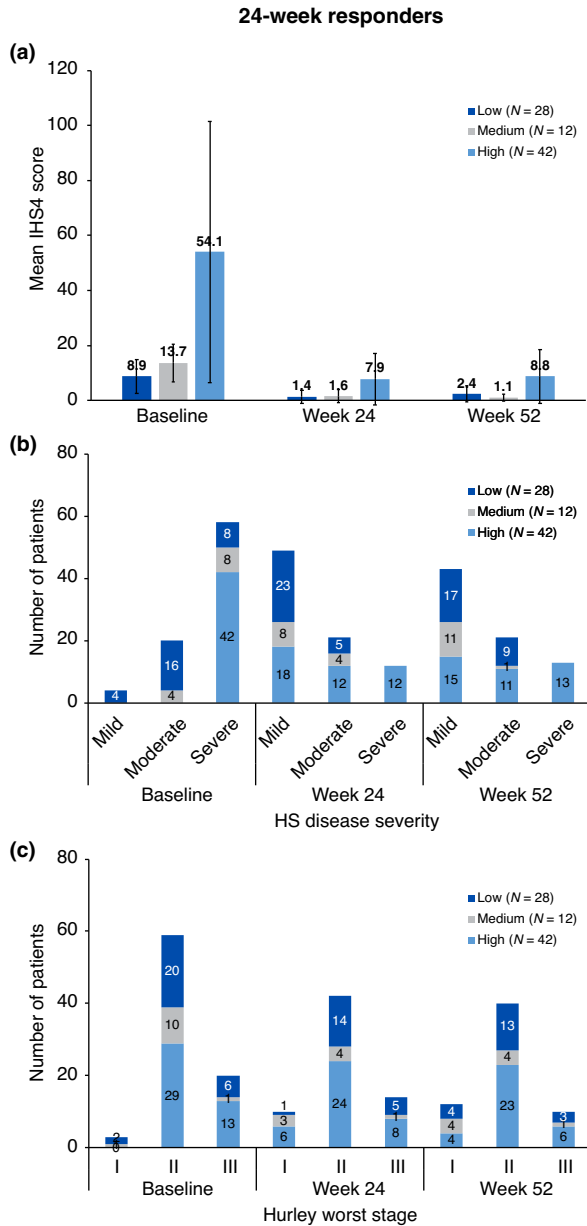 24-week responders
(a)
120
100
80
60
40
20
0
Mean IHS4 score
Low (N = 28)
Medium (N = 12)
High (N = 42)
8.9
13.7
54.1
1.4
1.6
7.9
2.4
1.1
8.8
Baseline
Week 24
Week 52
(b)
80
60
40
20
0
Number of patients
Low (N = 28)
Medium (N = 12)
High (N = 42)
4
16
4
8
8
42
23
8
18
5
4
12
12
17
11
15
9
1
11
13
Mild
Moderate
Severe
Mild
Moderate
Severe
Mild
Moderate
Severe
Baseline
Week 24
Week 52
HS disease severity
(c)
80
60
40
20
0
Number of patients
Low (N = 28)
Medium (N = 12)
High (N = 42)
2
0
20
10
29
6
1
13
1
3
6
14
4
24
5
1
8
4
4
4
13
4
23
3
1
6
I
II
III
I
II
III
I
II
III
Baseline
Week 24
Week 52
Hurley worst stage